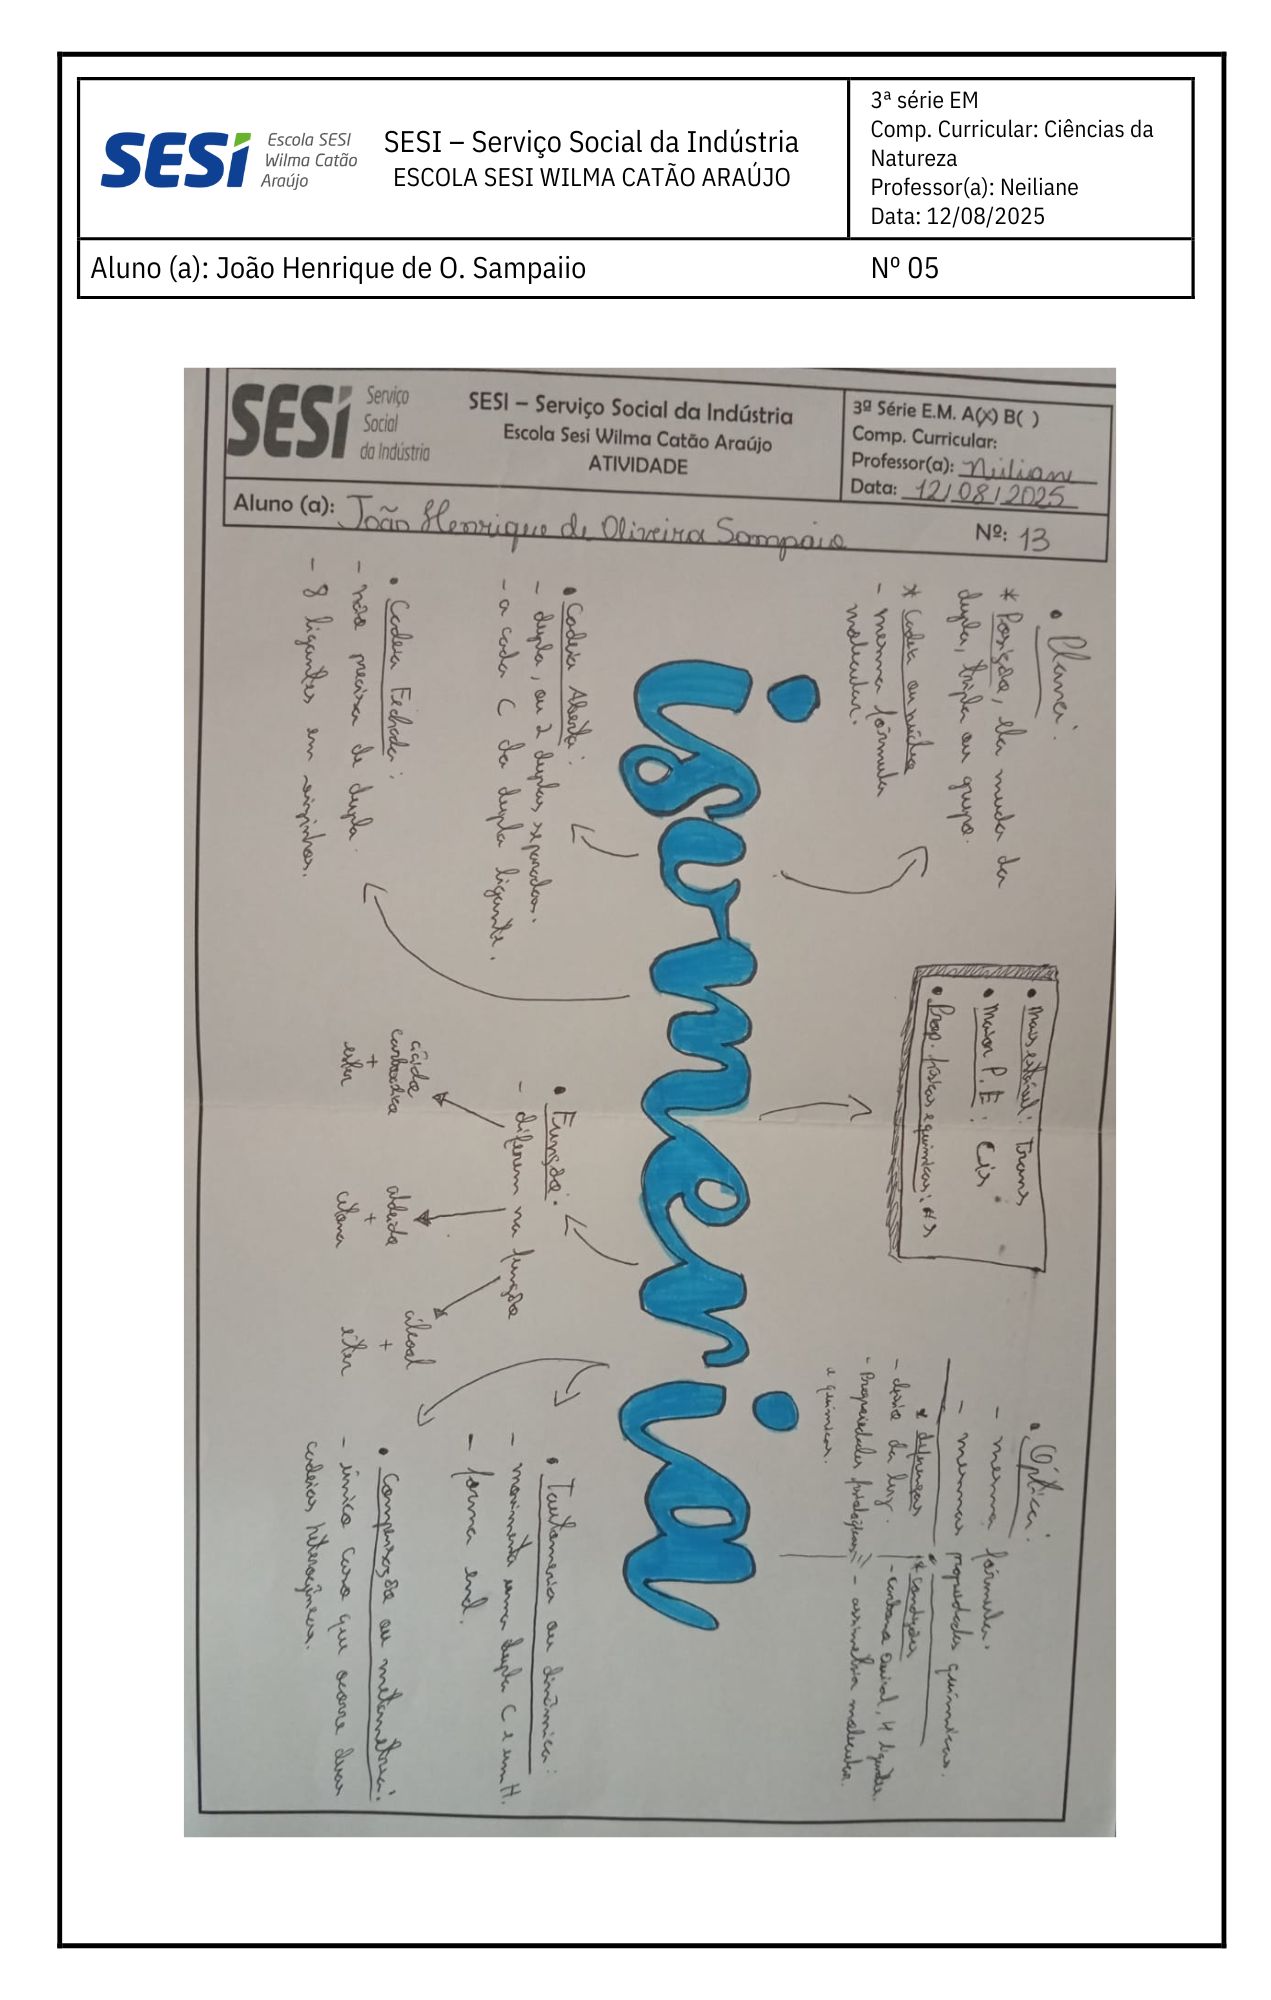 SESI
Escola SESI
Wilma Catão
Araújo
SESI – Serviço Social da Indústria
ESCOLA SESI WILMA CATÃO ARAÚJO
3ª série EM
Comp. Curricular: Ciências da
Natureza
Professor(a): Neiliane
Data: 12/08/2025
Aluno (a): João Henrique de O. Sampaiio
Nº 05
SESI
Serviço
Social
da Indústria
SESI – Serviço Social da Indústria
Escola Sesi Wilma Catão Araújo
ATIVIDADE
3º Série E.M. A(X) B( )
Comp. Curricular:
Professor(a): Neiliane
Data: 12/08/2025
Aluno (a): João Henrique de Oliveira Sampaio
Nº: 13
isomeria
• Plana:
* Posição, ela muda da
dupla, tripla ou grupo.
* Cadeia ou núcleo
- mesma fórmula
molecular.
• Mais estável: Trans
• Maior P.E: Cis
• Prop. físicas e químicas: ≠s
• Óptica:
- mesma fórmula.
- mesmas propriedades químicas.
* diferenças
- desvio da luz.
- Propriedades fisiológicas
e químicas.
* condições
- carbono quiral, 4 ligantes.
- assimetria molecular.
• Cadeia Aberta:
- dupla, ou 2 duplas separadas.
- a cada C da dupla ligante.
• Cadeia Fechada:
- não precisa de dupla.
- 8 ligantes em
• Função:
- diferem na função
ácido
carboxílico
+
ester
aldeído
+
cetona
álcool
+
éter
• Tautomeria ou dinâmica:
- movimenta uma dupla C e um H.
- forma enol.
• Compensação ou metameria:
- único caso que ocorre duas
cadeias heterogêneas.